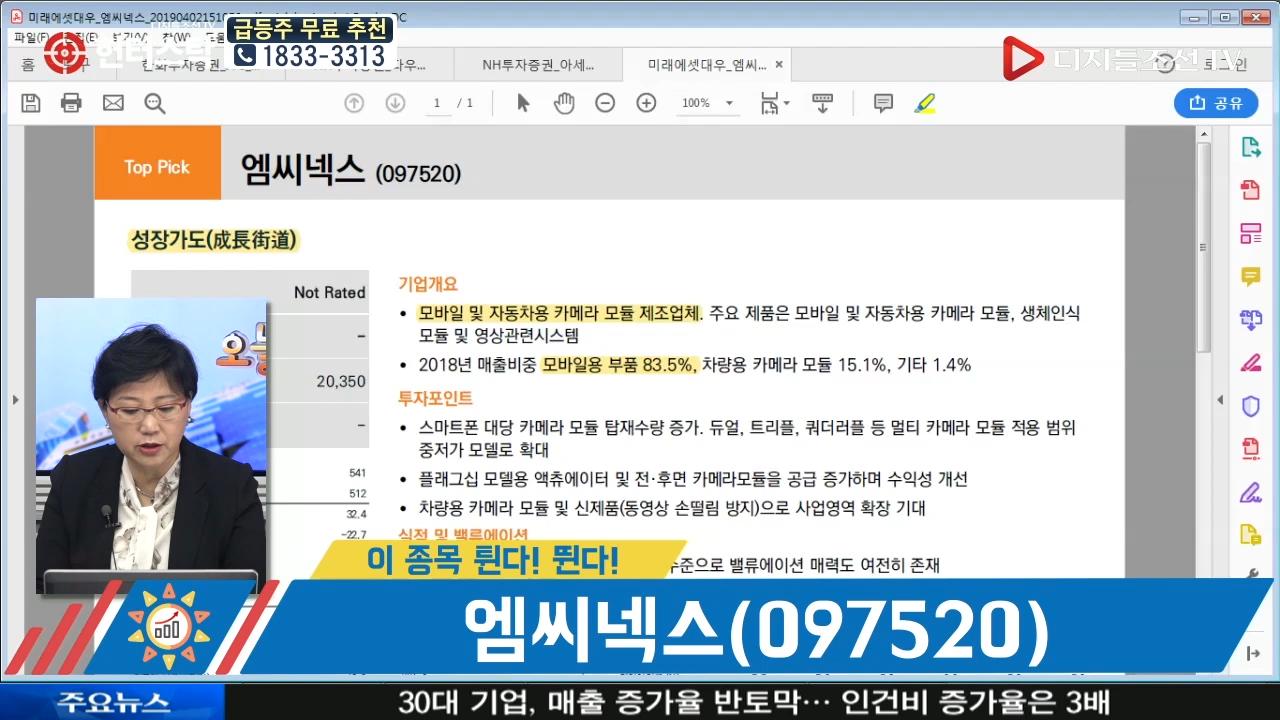 미래에셋대우_엠씨넥스_20190402151
급등주 무료 추천
1833-3313
디지틀조선TV
홈
NH투자증권_아세...
미래에셋대우_엠씨...
로그인
1 / 1
100%
공유
Top Pick
엠씨넥스 (097520)
성장가도(成長街道)
Not Rated
20,350
541
512
32.4
-22.7
기업개요
• 모바일 및 자동차용 카메라 모듈 제조업체. 주요 제품은 모바일 및 자동차용 카메라 모듈, 생체인식
모듈 및 영상관련시스템
• 2018년 매출비중 모바일용 부품 83.5%, 차량용 카메라 모듈 15.1%, 기타 1.4%
투자포인트
• 스마트폰 대당 카메라 모듈 탑재수량 증가. 듀얼, 트리플, 쿼더러플 등 멀티 카메라 모듈 적용 범위
중저가 모델로 확대
• 플래그십 모델용 액츄에이터 및 전·후면 카메라모듈을 공급 증가하며 수익성 개선
• 차량용 카메라 모듈 및 신제품(동영상 손떨림 방지)으로 사업영역 확장 기대
실적 및 밸류에이션
수준으로 밸류에이션 매력도 여전히 존재
이 종목 튄다! 뛴다!
엠씨넥스(097520)
주요뉴스
30대 기업, 매출 증가율 반토막… 인건비 증가율은 3배